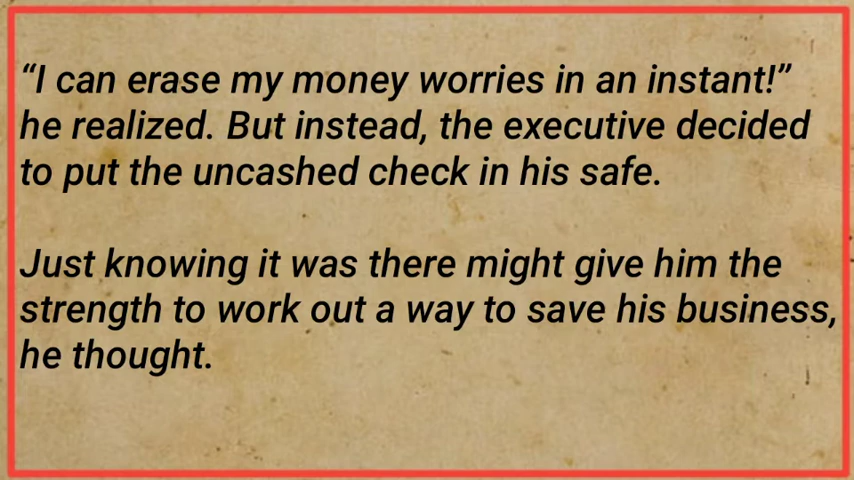 “I can erase my money worries in an instant!”
he realized. But instead, the executive decided
to put the uncashed check in his safe.
Just knowing it was there might give him the
strength to work out a way to save his business,
he thought.